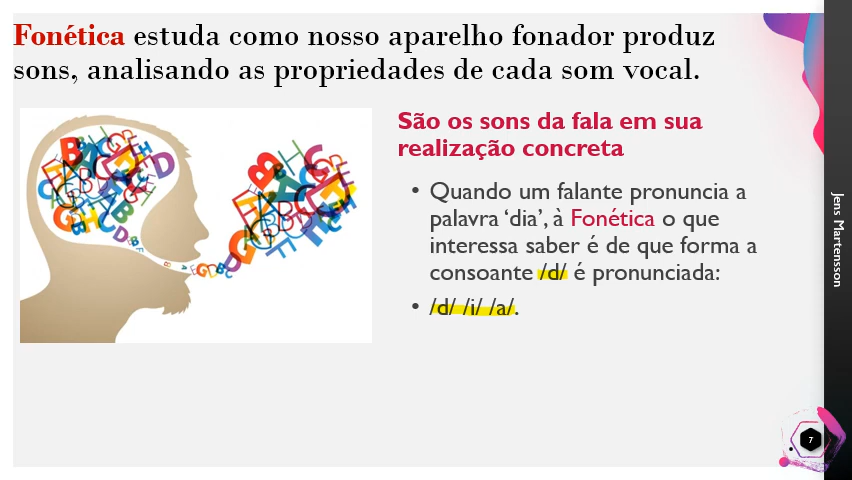 Fonética estuda como nosso aparelho fonador produz
sons, analisando as propriedades de cada som vocal.
São os sons da fala em sua
realização concreta
• Quando um falante pronuncia a
palavra ‘dia’, à Fonética o que
interessa saber é de que forma a
consoante /d/ é pronunciada:
• /d/ /i/ /a/.
Jens Martensson
7